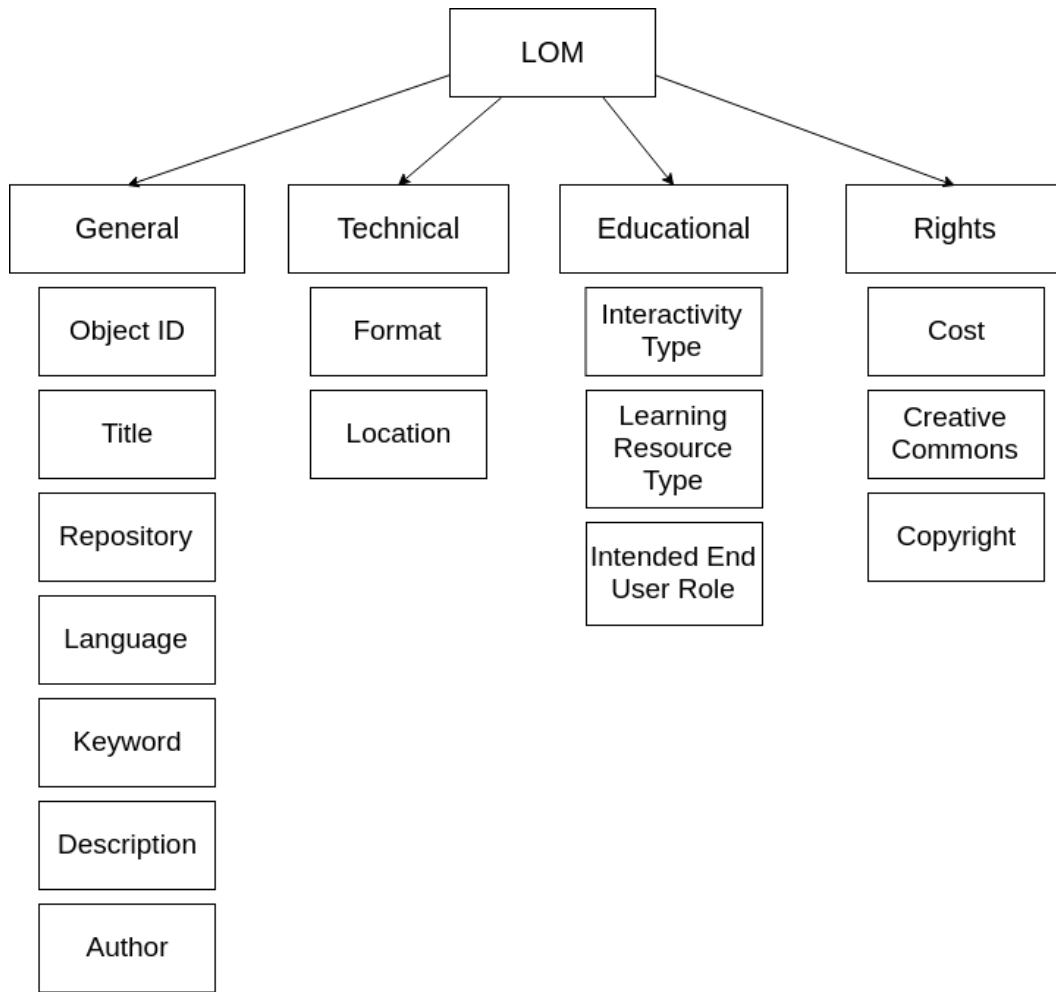 LOM
General
Technical
Educational
Rights
Object ID
Title
Repository
Language
Keyword
Description
Author
Format
Location
Interactivity
Type
Learning
Resource
Type
Intended End
User Role
Cost
Creative
Commons
Copyright